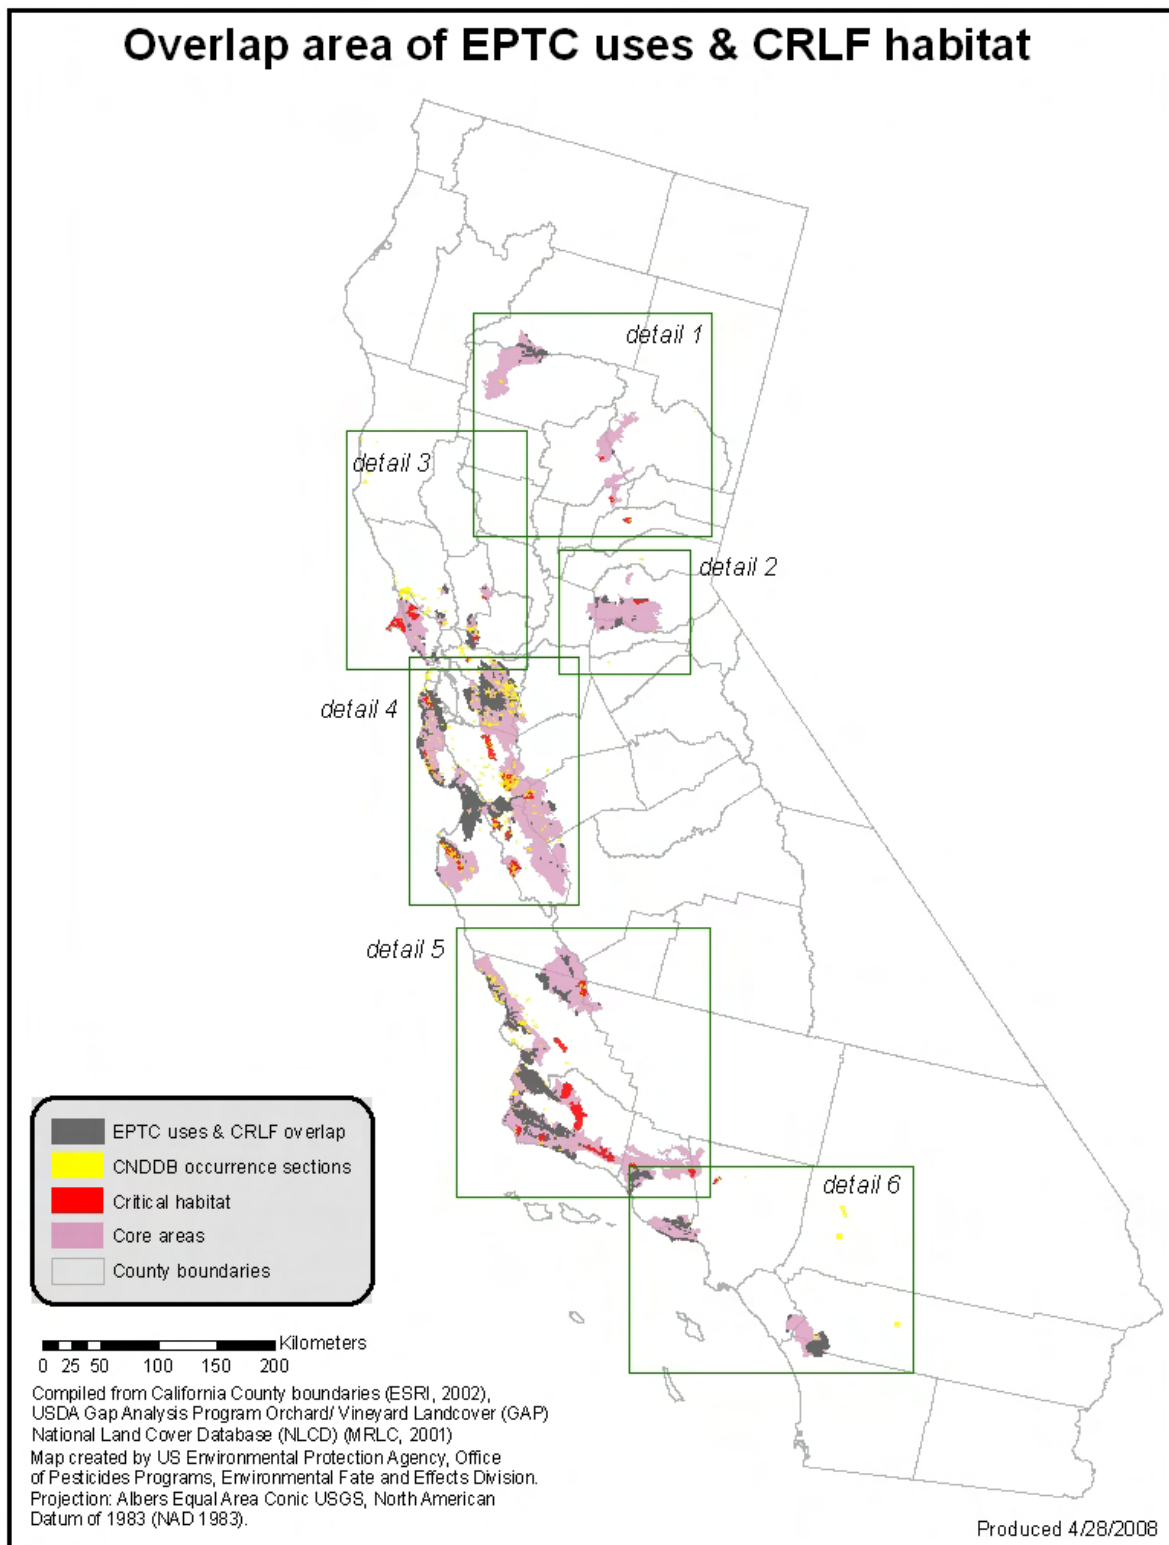 Overlap area of EPTC uses & CRLF habitat
detail 1
detail 3
detail 2
detail 4
detail 5
detail 6
EPTC uses & CRLF overlap
CNDDB occurrence sections
Critical habitat
Core areas
County boundaries
Kilometers
0 25 50 100 150 200
Compiled from California County boundaries (ESRI, 2002),
USDA Gap Analysis Program Orchard/ Vineyard Landcover (GAP)
National Land Cover Database (NLCD) (MRLC, 2001)
Map created by US Environmental Protection Agency, Office
of Pesticides Programs, Environmental Fate and Effects Division.
Projection: Albers Equal Area Conic USGS, North American
Datum of 1983 (NAD 1983).
Produced 4/28/2008